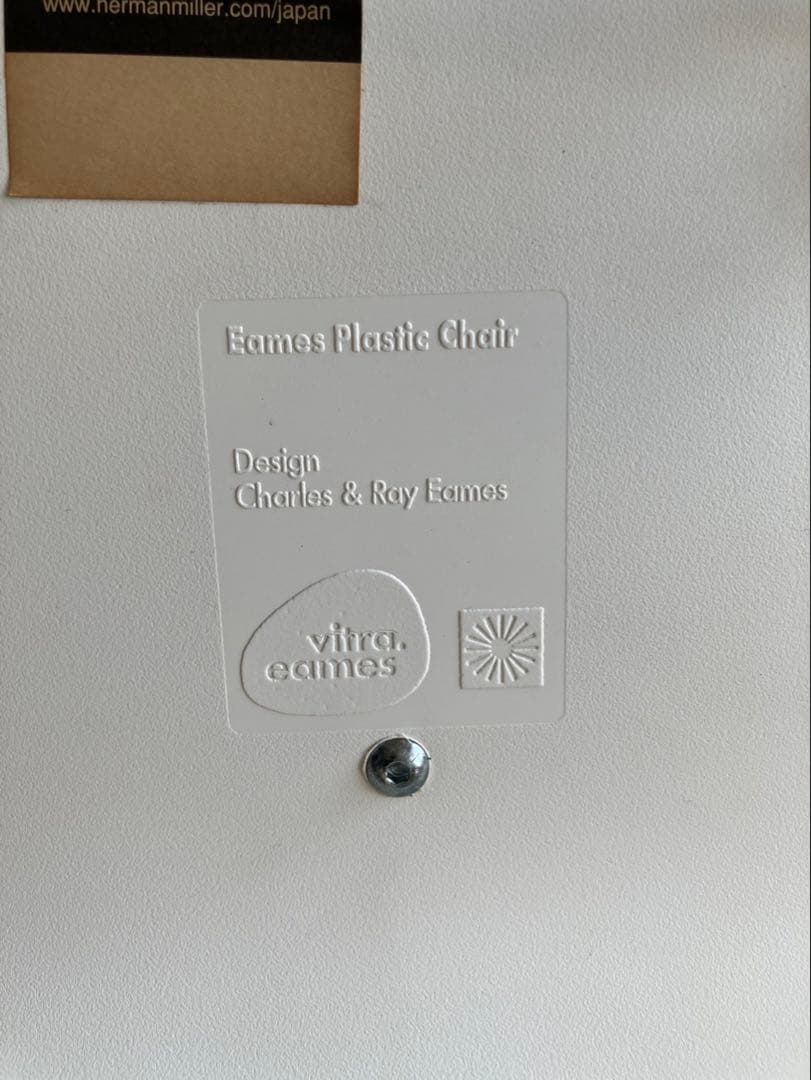 www.hermanmiller.com/japan
Eames Plastic Chair
Design
Charles & Ray Eames
vitra.
eames